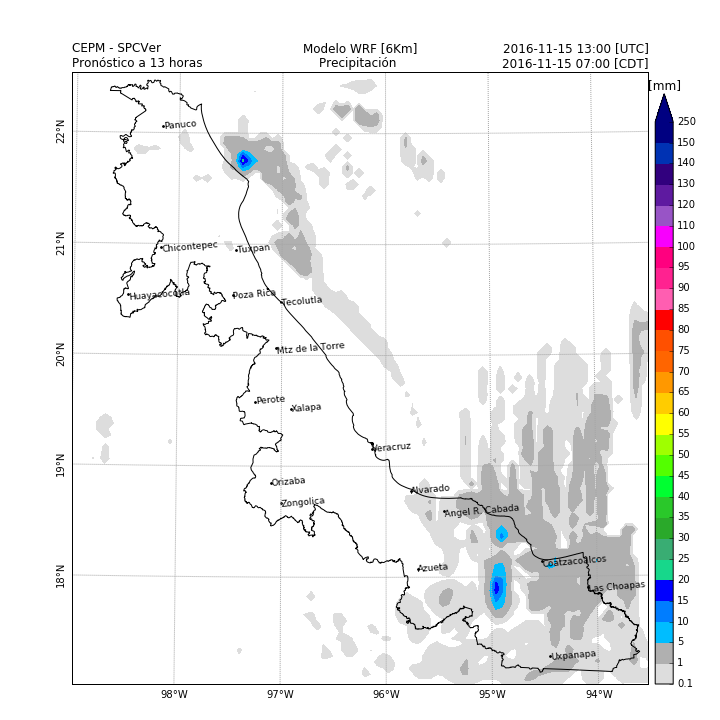 CEPM - SPCVer Modelo WRF [6Km] 2016-11-15 13:00 [UTC]
Pronóstico a 13 horas Precipitación 2016-11-15 07:00 [CDT]
[mm]
250
150
140
130
120
110
100
95
90
85
80
75
70
65
60
55
50
45
40
35
30
25
20
15
10
5
1
0.1
22°N
21°N
20°N
19°N
18°N
Panuco
Chicontepec
Tuxpan
Huayacocotla
Poza Rica
Tecolutla
Mtz de la Torre
Perote
Xalapa
Veracruz
Orizaba
Alvarado
Zongolica
Angel R. Cabada
Azueta
Coatzacoalcos
Las Choapas
Uxpanapa
98°W 97°W 96°W 95°W 94°W